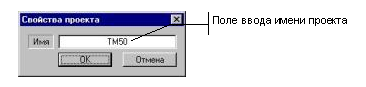 Свойства проекта
Поле ввода имени проекта
Имя
TM50
OK
Отмена